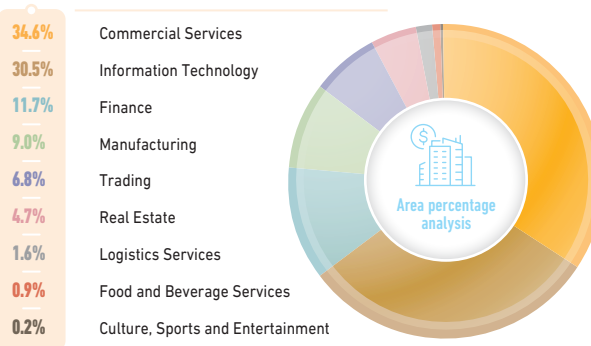 34.6% Commercial Services
30.5% Information Technology
11.7% Finance
9.0% Manufacturing
6.8% Trading
4.7% Real Estate
1.6% Logistics Services
0.9% Food and Beverage Services
0.2% Culture, Sports and Entertainment
$
Area percentage
analysis